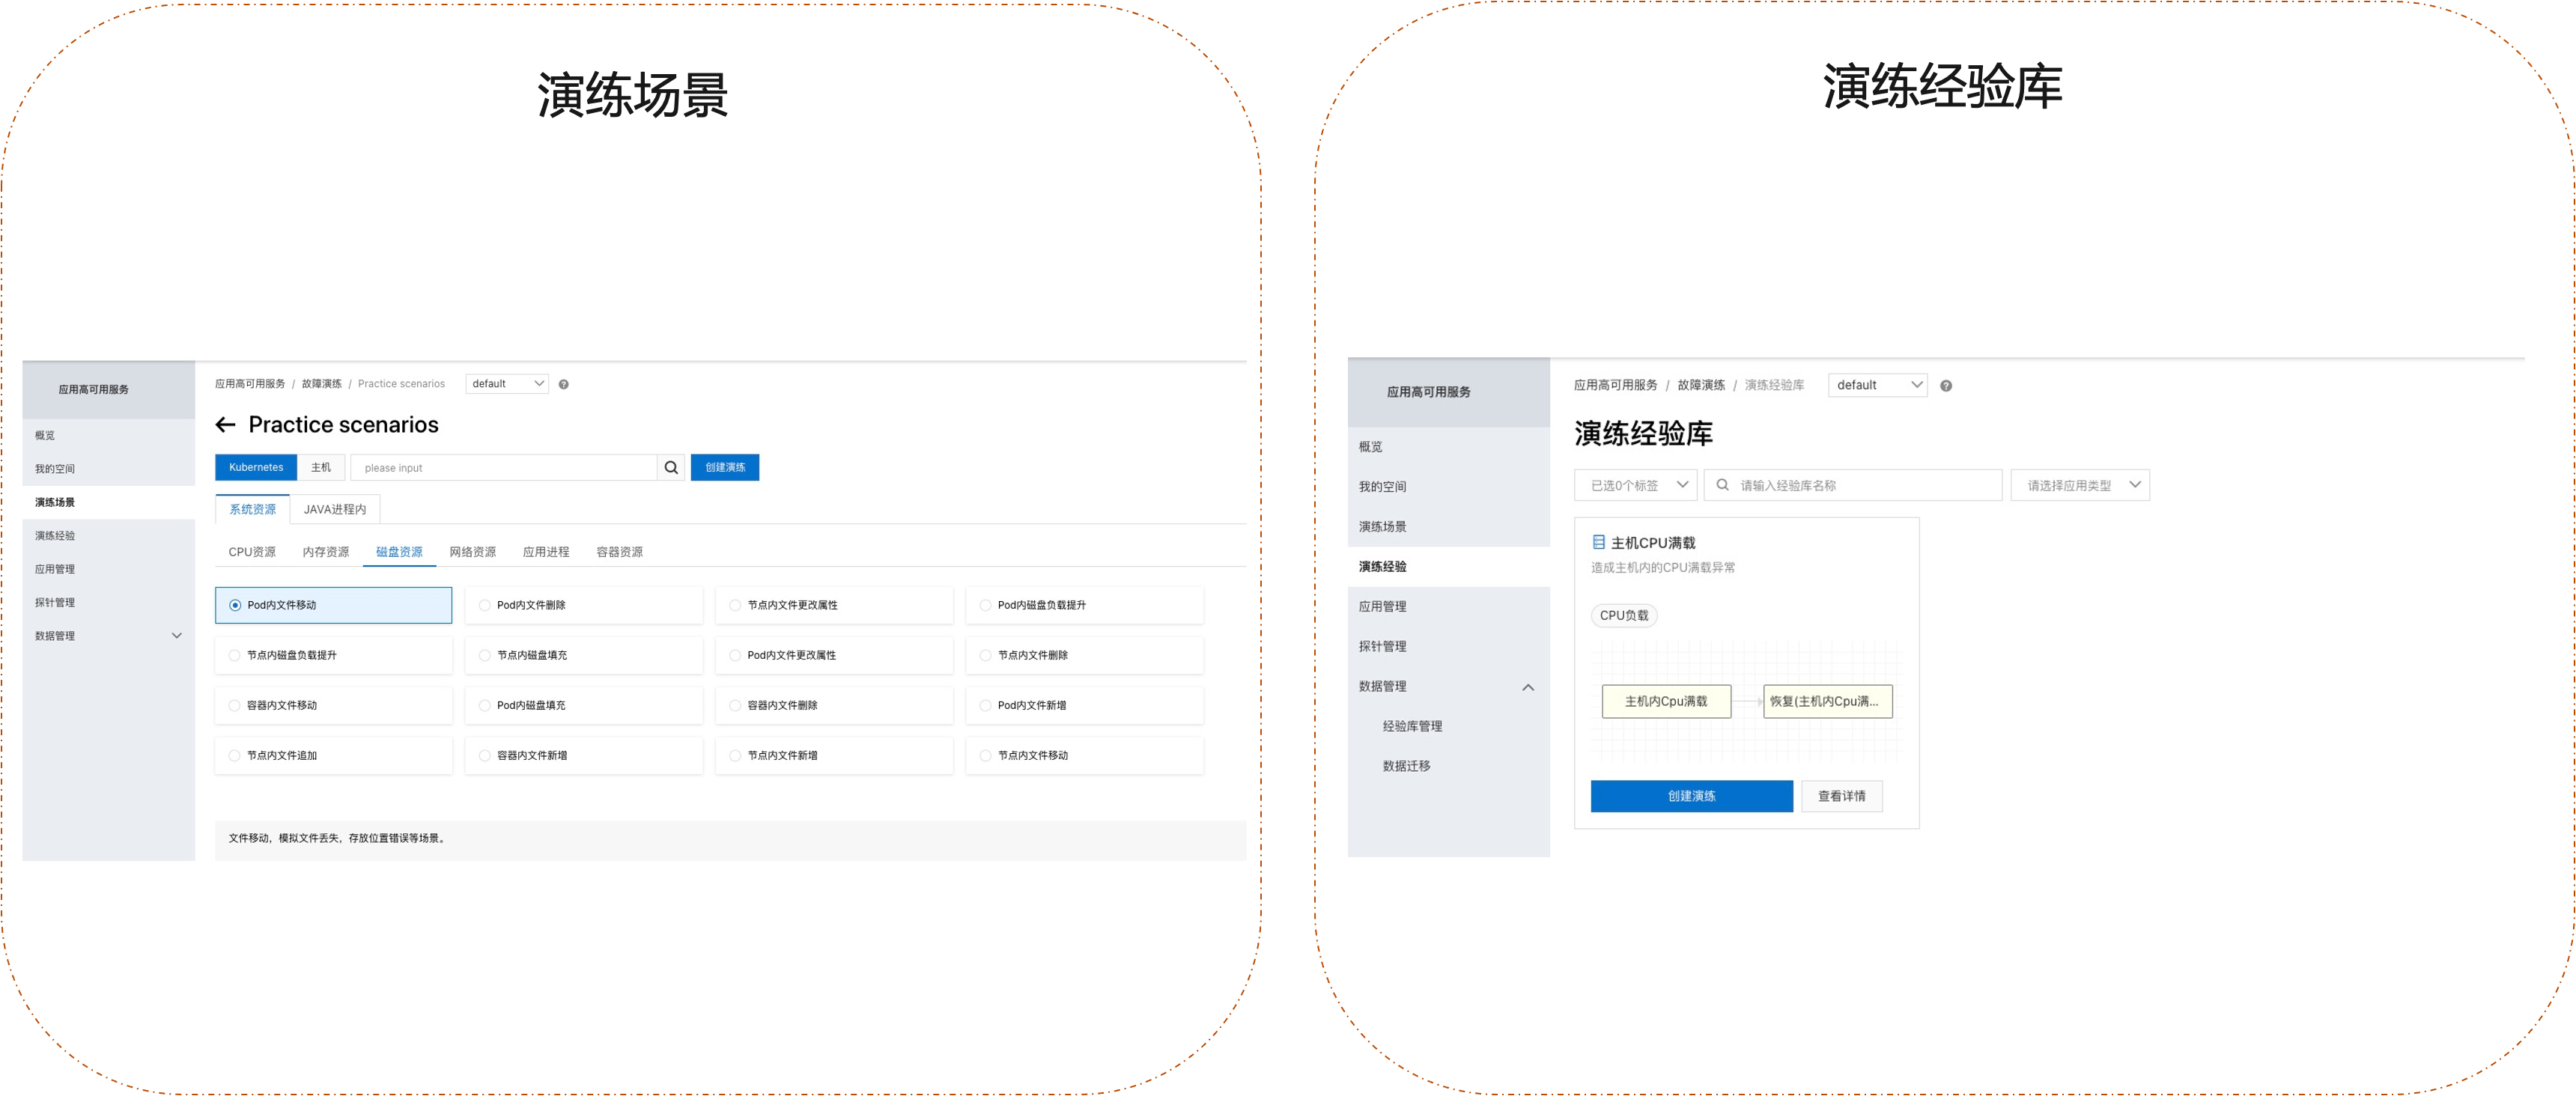 演练场景
应用高可用服务
概览
我的空间
演练场景
演练经验
应用管理
探针管理
数据管理
应用高可用服务 / 故障演练 / Practice scenarios default
Practice scenarios
Kubernetes 主机 please input 创建演练
系统资源 JAVA进程内
CPU资源 内存资源 磁盘资源 网络资源 应用进程 容器资源
Pod内文件移动 Pod内文件删除 节点内文件更改属性 Pod内磁盘负载提升
节点内磁盘负载提升 节点内磁盘填充 Pod内文件更改属性 节点内文件删除
容器内文件移动 Pod内磁盘填充 容器内文件删除 Pod内文件新增
节点内文件追加 容器内文件新增 节点内文件新增 节点内文件移动
文件移动，模拟文件丢失，存放位置错误等场景。
演练经验库
应用高可用服务
概览
我的空间
演练场景
演练经验
应用管理
探针管理
数据管理
经验库管理
数据迁移
应用高可用服务 / 故障演练 / 演练经验库 default
演练经验库
已选0个标签 请输入经验库名称 请选择应用类型
主机CPU满载
造成主机内的CPU满载异常
CPU负载
主机内Cpu满载 恢复(主机内Cpu满...
创建演练 查看详情